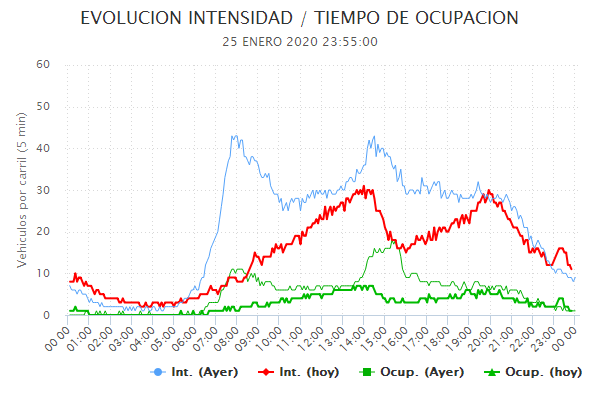 EVOLUCION INTENSIDAD / TIEMPO DE OCUPACION
25 ENERO 2020 23:55:00
Vehiculos por carril (5 min)
60
50
40
30
20
10
0
00:00 01:00 02:00 03:00 04:00 05:00 06:00 07:00 08:00 09:00 10:00 11:00 12:00 13:00 14:00 15:00 16:00 17:00 18:00 19:00 20:00 21:00 22:00 23:00 00:00
Int. (Ayer) Int. (hoy) Ocup. (Ayer) Ocup. (hoy)